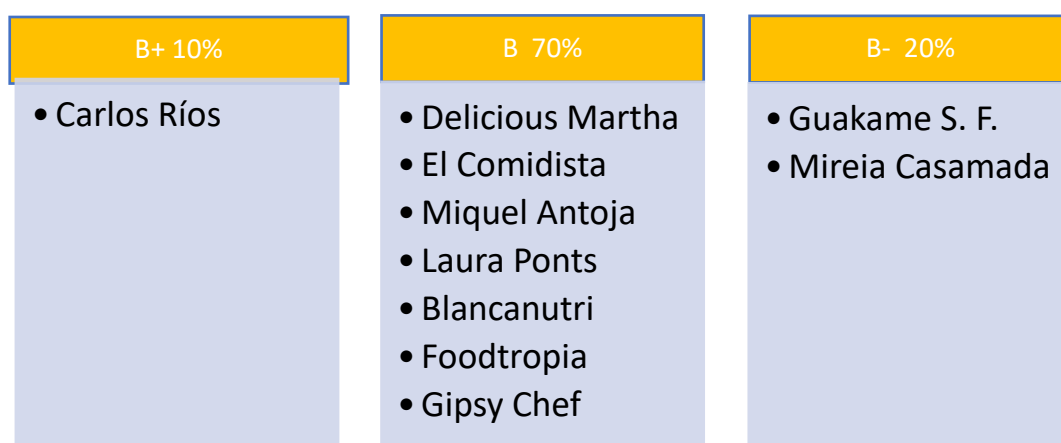 B+ 10%
• Carlos Ríos
B 70%
• Delicious Martha
• El Comidista
• Miquel Antoja
• Laura Ponts
• Blancanutri
• Foodtropia
• Gipsy Chef
B- 20%
• Guakame S. F.
• Mireia Casamada